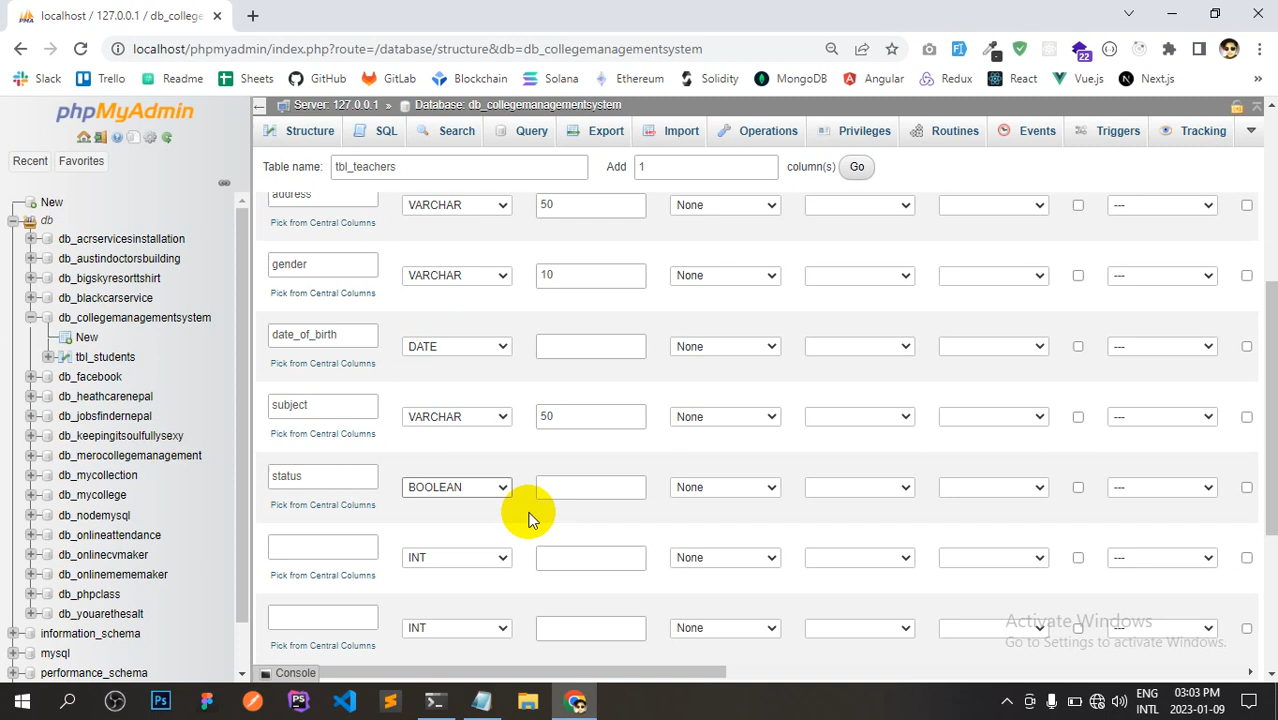 localhost / 127.0.0.1 / db_colleg
localhost/phpmyadmin/index.php?route=/database/structure&db=db_collegemanagementsystem
22
Slack
Trello
Readme
Sheets
GitHub
GitLab
Blockchain
Solana
Ethereum
Solidity
MongoDB
Angular
Redux
React
Vue.js
Next.js
phpMyAdmin
Recent
Favorites
New
db
db_acrservicesinstallation
db_austindoctorsbuilding
db_bigskyresorttshirt
db_blackcarservice
db_collegemanagementsystem
New
tbl_students
db_facebook
db_heathcarenepal
db_jobsfindernepal
db_keepingitsoulfullysexy
db_merocollegemanagement
db_mycollection
db_mycollege
db_nodemysql
db_onlineattendance
db_onlinecvmaker
db_onlinemememaker
db_phpclass
db_youarethesalt
information_schema
mysql
performance_schema
Server: 127.0.0.1 » Database: db_collegemanagementsystem
Structure
SQL
Search
Query
Export
Import
Operations
Privileges
Routines
Events
Triggers
Tracking
Table name: tbl_teachers Add 1 column(s) Go
address VARCHAR 50 None ---
Pick from Central Columns
gender VARCHAR 10 None ---
Pick from Central Columns
date_of_birth DATE None ---
Pick from Central Columns
subject VARCHAR 50 None ---
Pick from Central Columns
status BOOLEAN None ---
Pick from Central Columns
INT None ---
Pick from Central Columns
INT None ---
Pick from Central Columns
Activate Windows
Go to Settings to activate Windows.
Console
Ps
PS
ENG
INTL
03:03 PM
2023-01-09